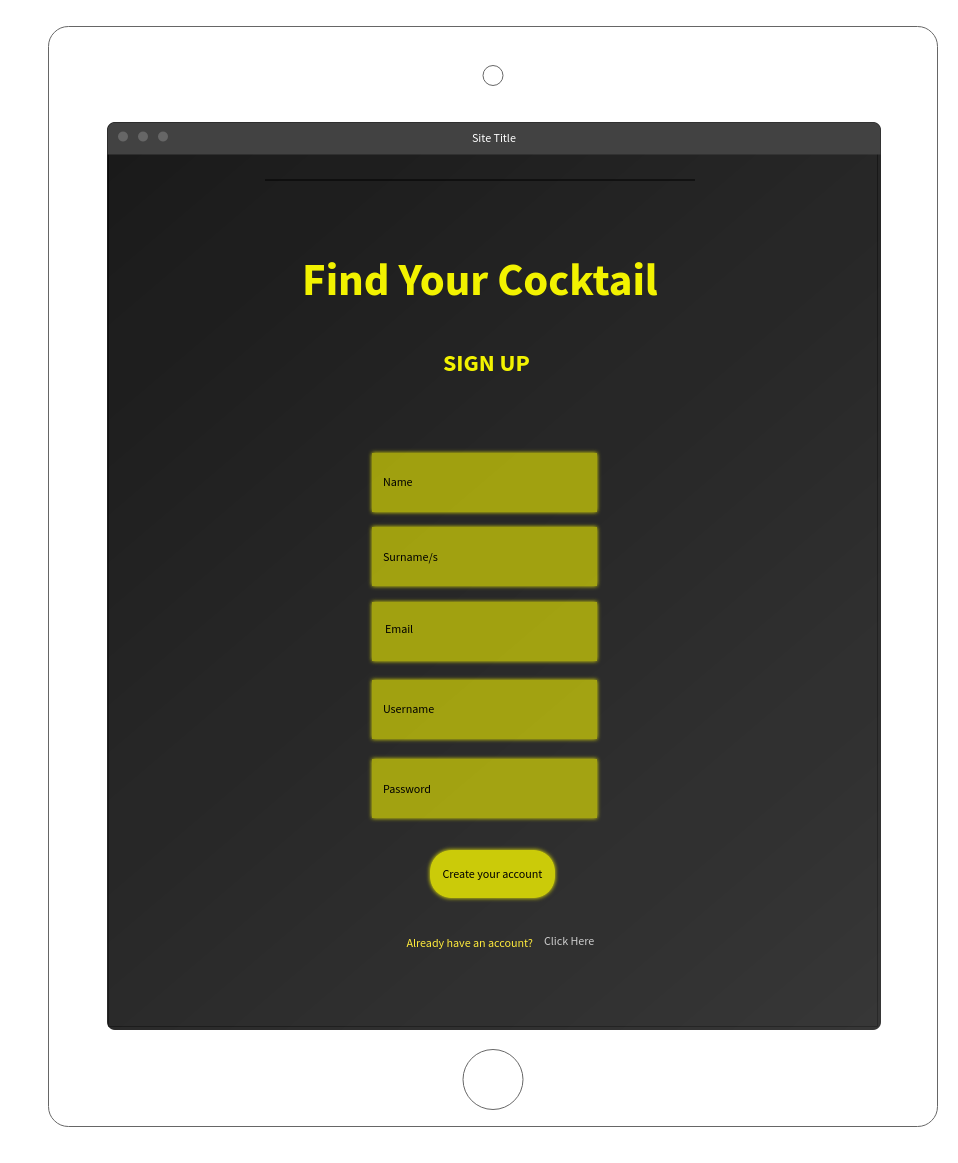 Site Title
Find Your Cocktail
SIGN UP
Name
Surname/s
Email
Username
Password
Create your account
Already have an account? Click Here